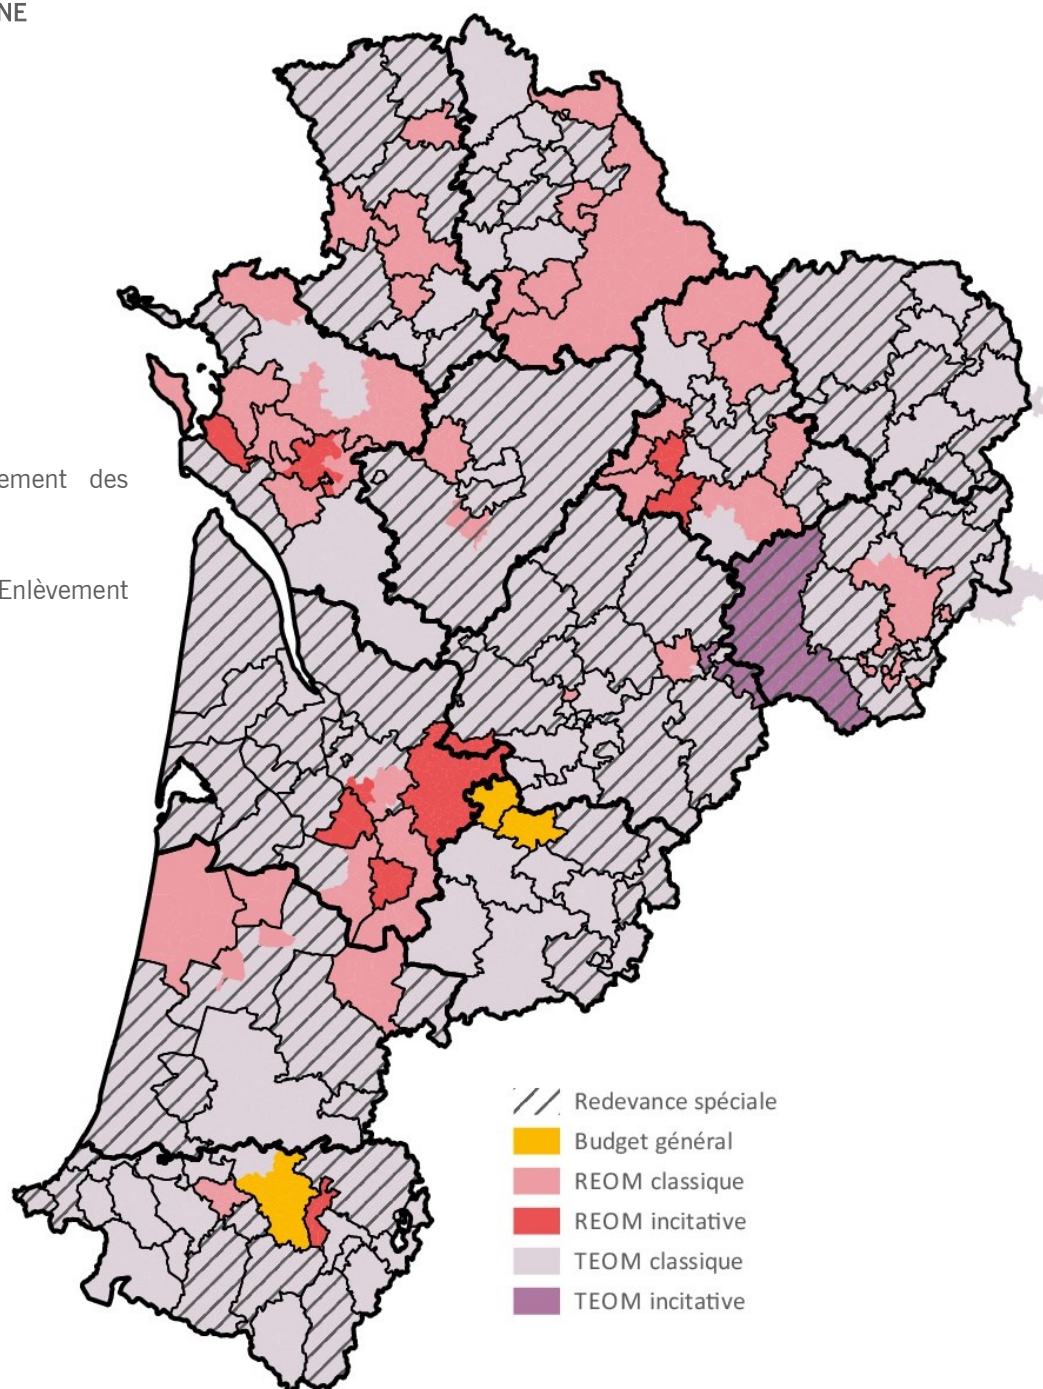 NE
ement des
Enlèvement
Redevance spéciale
Budget général
REOM classique
REOM incitative
TEOM classique
TEOM incitative